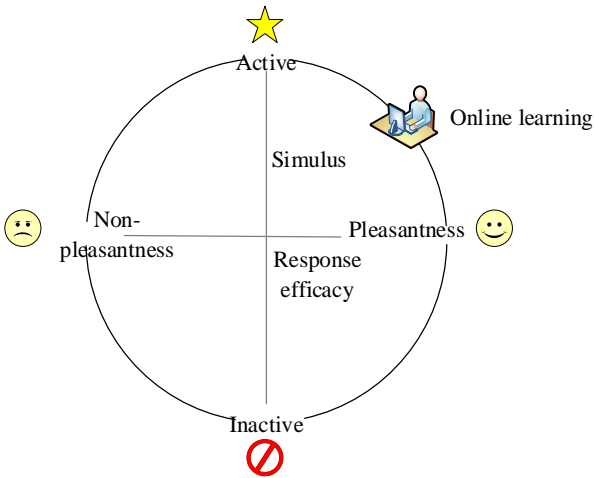 Active
Online learning
Simulus
Non-
pleasantness
Pleasantness
Response
efficacy
Inactive